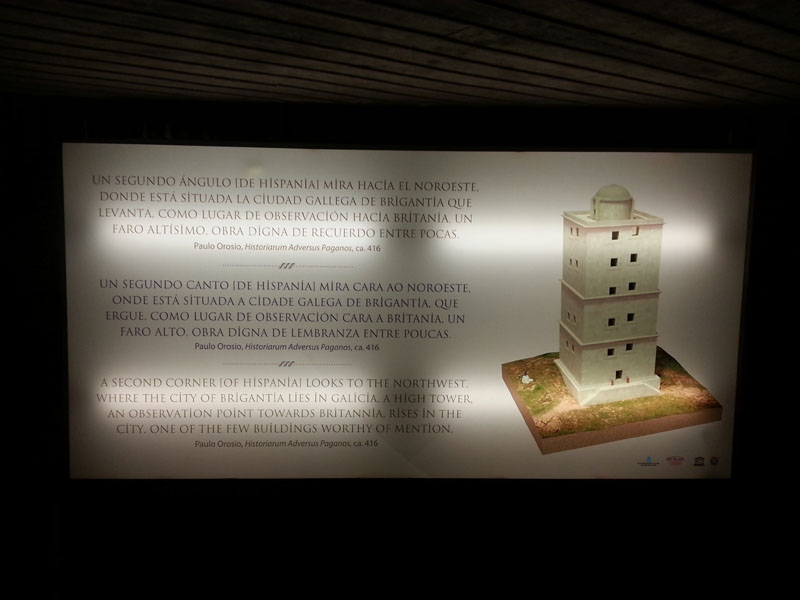 UN SEGUNDO ÁNGULO [DE HISPANIA] MIRA HACIA EL NOROESTE,
DONDE ESTÁ SITUADA LA CIUDAD GALLEGA DE BRIGANTIA QUE
LEVANTA, COMO LUGAR DE OBSERVACIÓN HACIA BRITANIA, UN
FARO ALTÍSIMO, OBRA DIGNA DE RECUERDO ENTRE POCAS.
Paulo Orosio, Historiarum Adversus Paganos, ca. 416
UN SEGUNDO CANTO [DE HISPANIA] MIRA CARA AO NOROESTE,
ONDE ESTÁ SITUADA A CIDADE GALEGA DE BRIGANTIA, QUE
ERGUE, COMO LUGAR DE OBSERVACIÓN CARA A BRITANIA, UN
FARO ALTO, OBRA DIGNA DE LEMBRANZA ENTRE POUCAS.
Paulo Orosio, Historiarum Adversus Paganos, ca. 416
A SECOND CORNER [OF HISPANIA] LOOKS TO THE NORTHWEST,
WHERE THE CITY OF BRIGANTIA LIES IN GALICIA. A HIGH TOWER,
AN OBSERVATION POINT TOWARDS BRITANNIA, RISES IN THE
CITY, ONE OF THE FEW BUILDINGS WORTHY OF MENTION.
Paulo Orosio, Historiarum Adversus Paganos, ca. 416